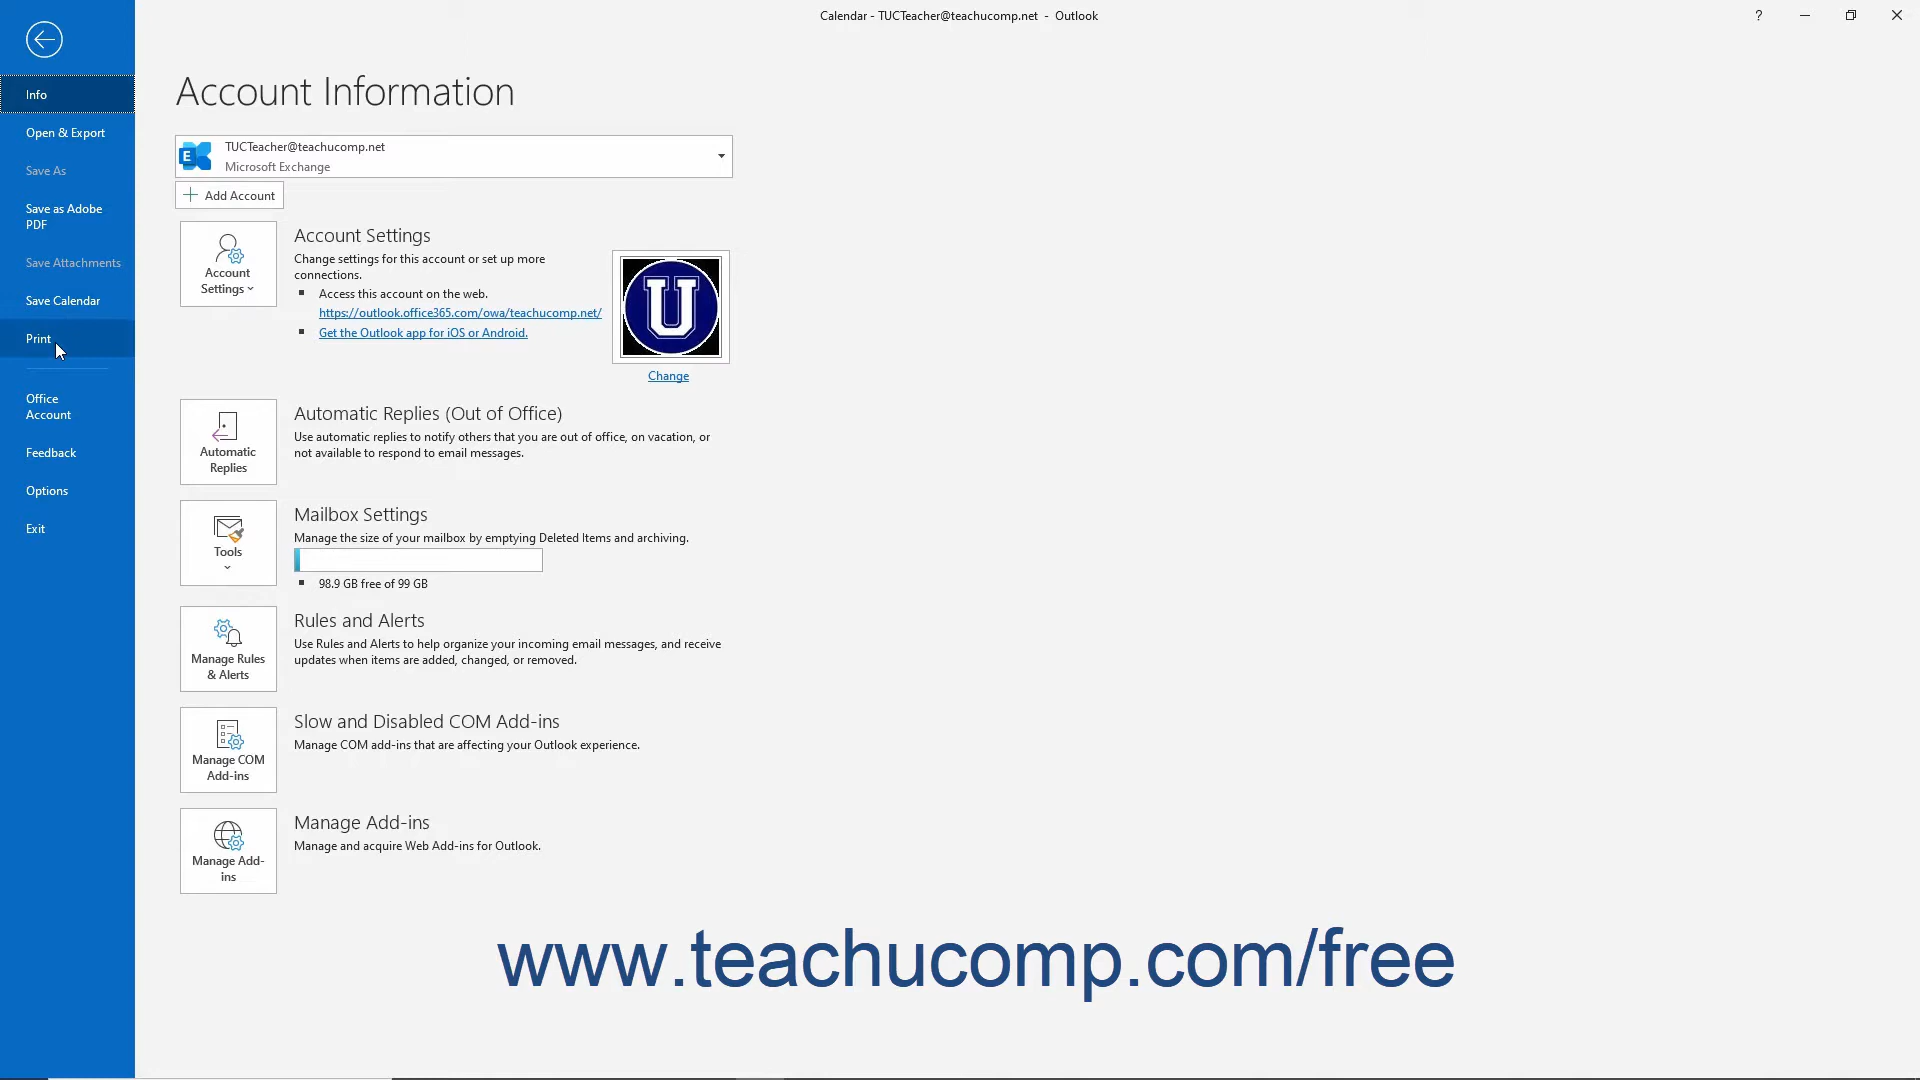 Calendar - TUCTeacher@teachucomp.net - Outlook
?
Info
Open & Export
Save As
Save as Adobe
PDF
Save Attachments
Save Calendar
Print
Office
Account
Feedback
Options
Exit
Account Information
E
TUCTeacher@teachucomp.net
Microsoft Exchange
Add Account
Account
Settings
Account Settings
Change settings for this account or set up more
connections.
Access this account on the web.
https://outlook.office365.com/owa/teachucomp.net/
Get the Outlook app for iOS or Android.
U
Change
Automatic
Replies
Automatic Replies (Out of Office)
Use automatic replies to notify others that you are out of office, on vacation, or
not available to respond to email messages.
Tools
Mailbox Settings
Manage the size of your mailbox by emptying Deleted Items and archiving.
98.9 GB free of 99 GB
Manage Rules
& Alerts
Rules and Alerts
Use Rules and Alerts to help organize your incoming email messages, and receive
updates when items are added, changed, or removed.
Manage COM
Add-ins
Slow and Disabled COM Add-ins
Manage COM add-ins that are affecting your Outlook experience.
Manage Add-
ins
Manage Add-ins
Manage and acquire Web Add-ins for Outlook.
www.teachucomp.com/free